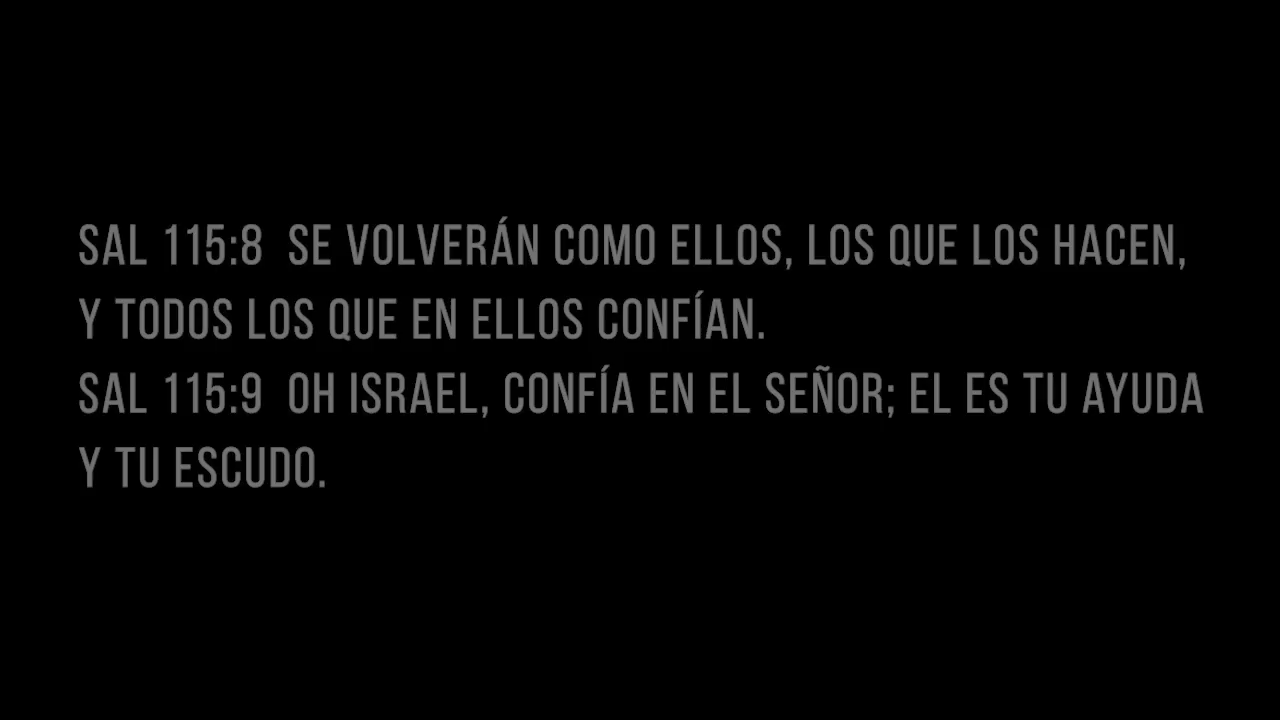 SAL 115:8  SE VOLVERÁN COMO ELLOS, LOS QUE LOS HACEN,
Y TODOS LOS QUE EN ELLOS CONFÍAN.
SAL 115:9  OH ISRAEL, CONFÍA EN EL SEÑOR; EL ES TU AYUDA
Y TU ESCUDO.